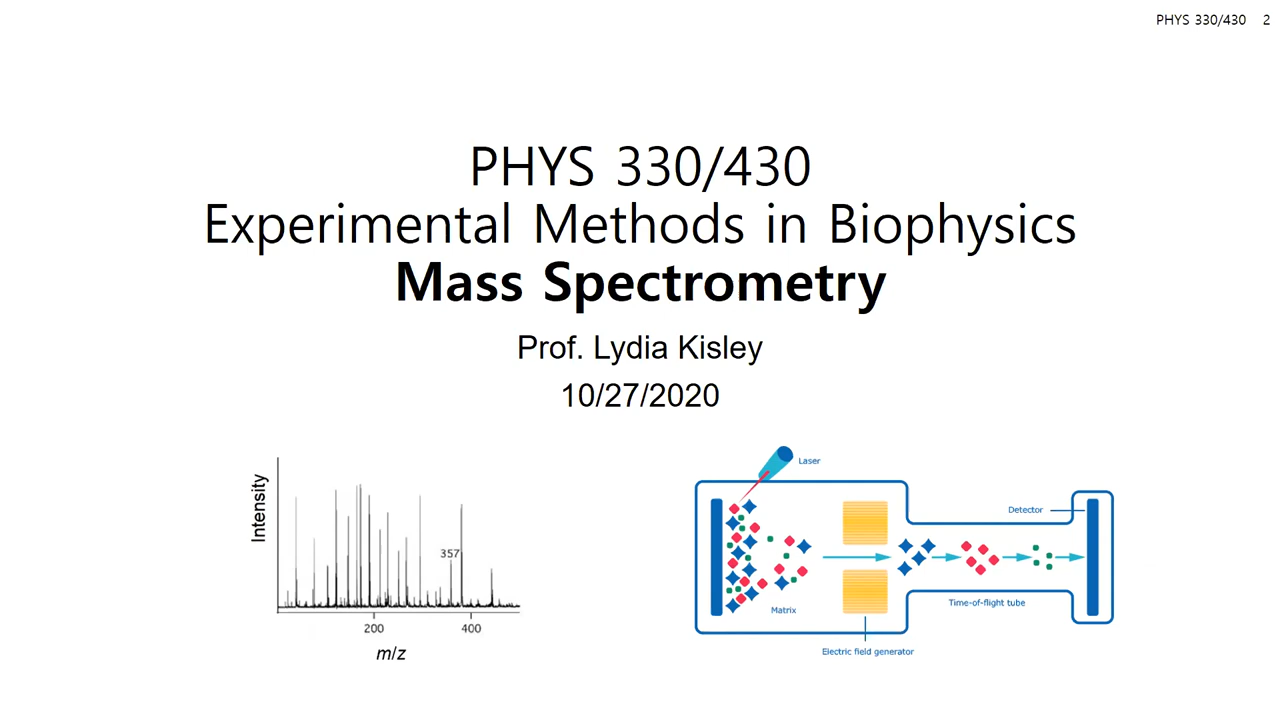 PHYS 330/430 2
PHYS 330/430
Experimental Methods in Biophysics
Mass Spectrometry
Prof. Lydia Kisley
10/27/2020
Intensity
357
200
400
m/z
Laser
Detector
Matrix
Time-of-flight tube
Electric field generator